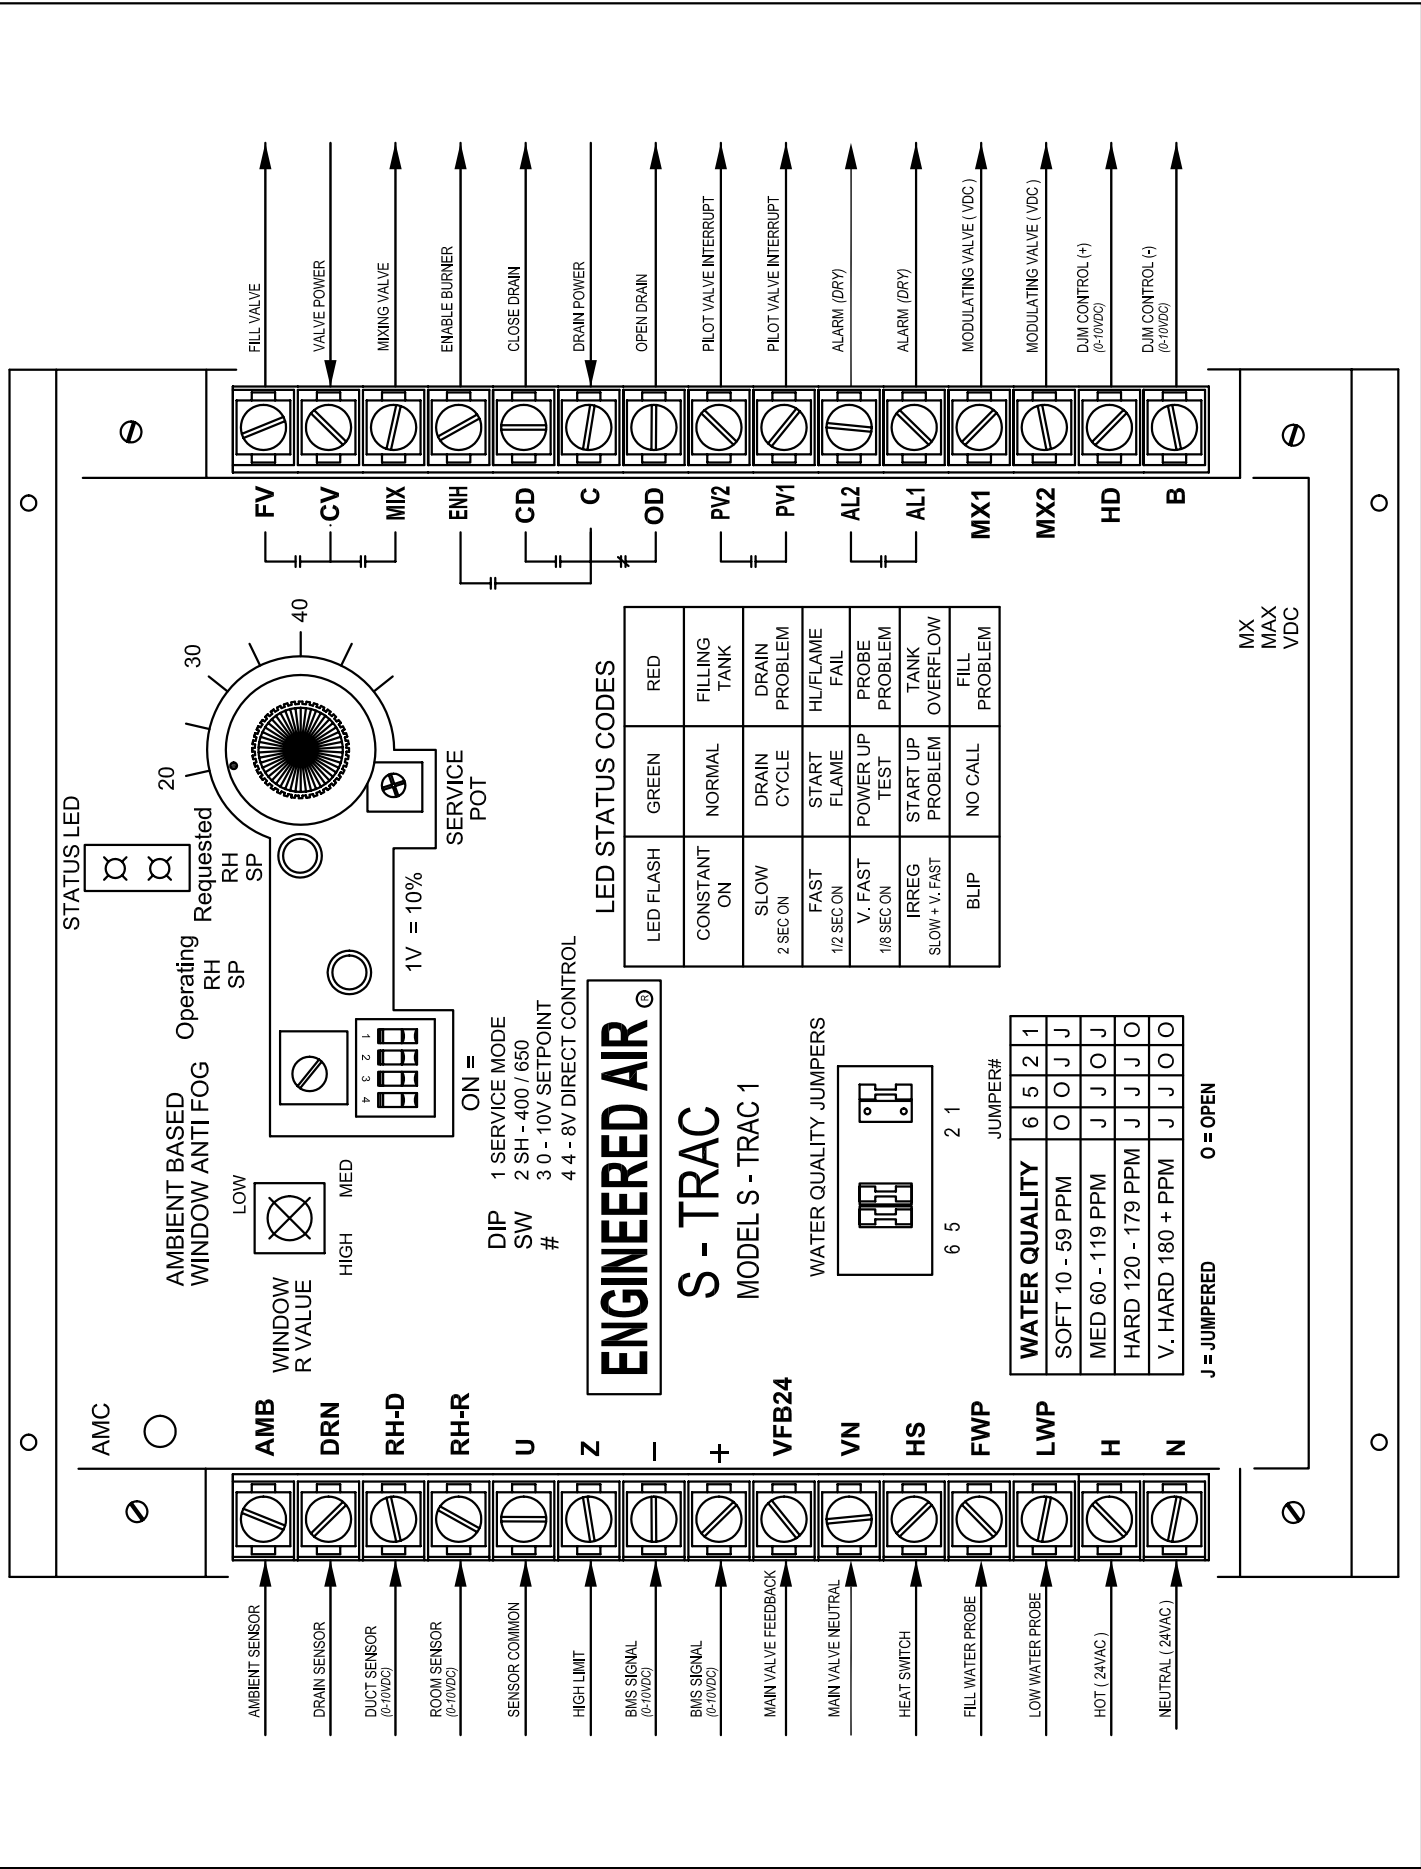 AMBIENT SENSOR
DRAIN SENSOR
DUCT SENSOR
(0-10VDC)
ROOM SENSOR
(0-10VDC)
SENSOR COMMON
HIGH LIMIT
BMS SIGNAL
(0-10VDC)
BMS SIGNAL
(0-10VDC)
MAIN VALVE FEEDBACK
MAIN VALVE NEUTRAL
HEAT SWITCH
FILL WATER PROBE
LOW WATER PROBE
HOT ( 24VAC )
NEUTRAL ( 24VAC )
AMC
AMB
DRN
RH-D
RH-R
U
Z
–
+
VFB24
VN
HS
FWP
LWP
H
N
AMBIENT BASED
WINDOW ANTI FOG
WINDOW
R VALUE
LOW
HIGH MED
STATUS LED
Operating
RH
SP
Requested
RH
SP
20
30
40
SERVICE
POT
1V = 10%
4 3 2 1
ON =
DIP
SW
#
1 SERVICE MODE
2 SH - 400 / 650
3 0 - 10V SETPOINT
4 4 - 8V DIRECT CONTROL
ENGINEERED AIR ®
S - TRAC
MODEL S - TRAC 1
WATER QUALITY JUMPERS
6 5 2 1
JUMPER#
WATER QUALITY 6 5 2 1
SOFT 10 - 59 PPM O O J J
MED 60 - 119 PPM J J O J
HARD 120 - 179 PPM J J J O
V. HARD 180 + PPM J J O O
J = JUMPERED O = OPEN
LED STATUS CODES
LED FLASH GREEN RED
CONSTANT
ON
NORMAL
FILLING
TANK
SLOW
2 SEC ON
DRAIN
CYCLE
DRAIN
PROBLEM
FAST
1/2 SEC ON
START
FLAME
HL/FLAME
FAIL
V. FAST
1/8 SEC ON
POWER UP
TEST
PROBE
PROBLEM
IRREG
SLOW + V. FAST
START UP
PROBLEM
TANK
OVERFLOW
BLIP
NO CALL
FILL
PROBLEM
MX
MAX
VDC
FV
CV
MIX
ENH
CD
C
OD
PV2
PV1
AL2
AL1
MX1
MX2
HD
B
FILL VALVE
VALVE POWER
MIXING VALVE
ENABLE BURNER
CLOSE DRAIN
DRAIN POWER
OPEN DRAIN
PILOT VALVE INTERRUPT
PILOT VALVE INTERRUPT
ALARM (DRY)
ALARM (DRY)
MODULATING VALVE ( VDC )
MODULATING VALVE ( VDC )
DJM CONTROL (+)
(0-10VDC)
DJM CONTROL (-)
(0-10VDC)